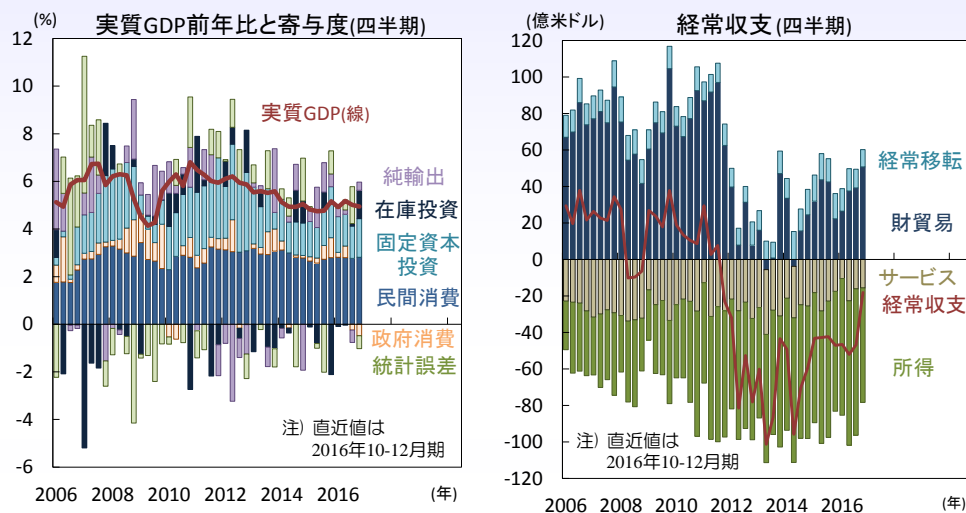 実質GDP前年比と寄与度(四半期)
(%)
12
10
8
6
4
2
0
-2
-4
-6
実質GDP(線)
純輸出
在庫投資
固定資本
投資
民間消費
政府消費
統計誤差
注) 直近値は
2016年10-12月期
2006
2008
2010
2012
2014
2016
(年)
経常収支(四半期)
(億米ドル)
120
100
80
60
40
20
0
-20
-40
-60
-80
-100
-120
経常移転
財貿易
サービス
経常収支
所得
注) 直近値は
2016年10-12月期
2006
2008
2010
2012
2014
2016
(年)